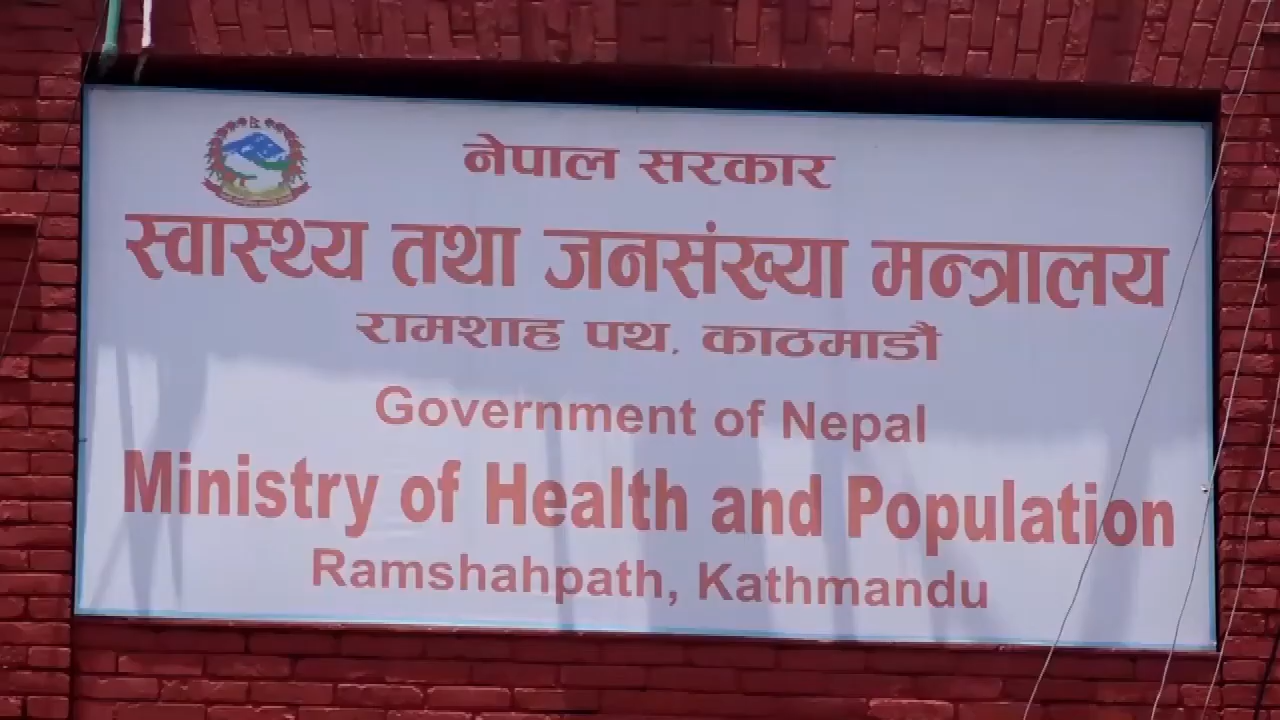 नेपाल सरकार
स्वास्थ्य तथा जनसंख्या मन्त्रालय
रामशाह पथ, काठमाडौं
Government of Nepal
Ministry of Health and Population
Ramshahpath, Kathmandu